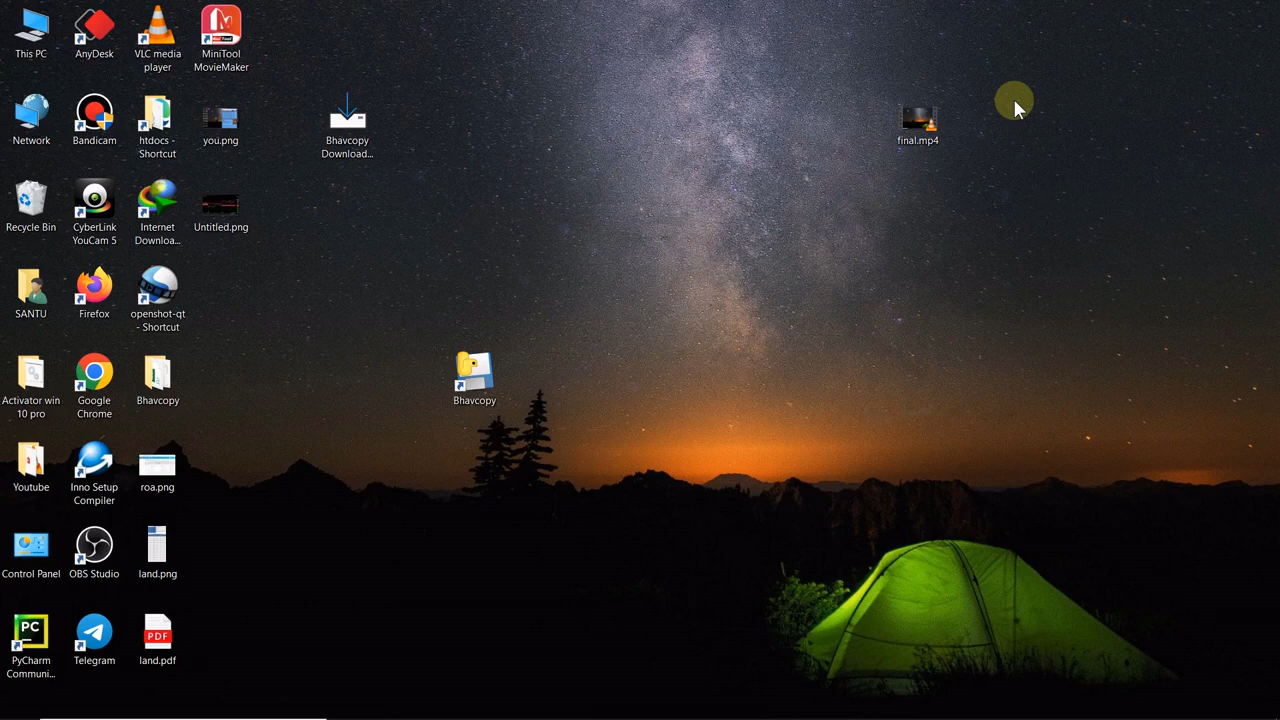 This PC
AnyDesk
VLC media
player
MiniTool
MovieMaker
Network
Bandicam
htdocs -
Shortcut
you.png
Bhavcopy
Download...
final.mp4
Recycle Bin
CyberLink
YouCam 5
Internet
Downloa...
Untitled.png
SANTU
Firefox
openshot-qt
- Shortcut
Activator win
10 pro
Google
Chrome
Bhavcopy
Bhavcopy
Youtube
Inno Setup
Compiler
roa.png
Control Panel
OBS Studio
land.png
PC
PyCharm
Communi...
Telegram
PDF
land.pdf